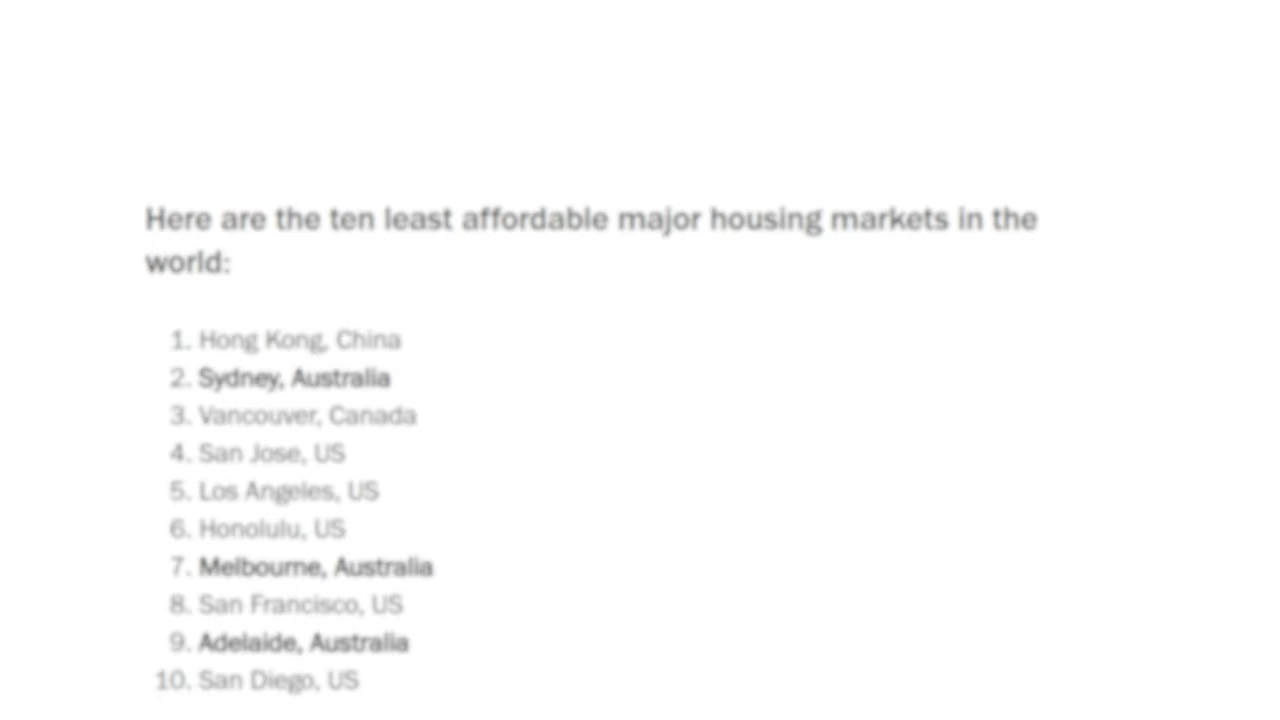 Here are the ten least affordable major housing markets in the
world:
1. Hong Kong, China
2. Sydney, Australia
3. Vancouver, Canada
4. San Jose, US
5. Los Angeles, US
6. Honolulu, US
7. Melbourne, Australia
8. San Francisco, US
9. Adelaide, Australia
10. San Diego, US